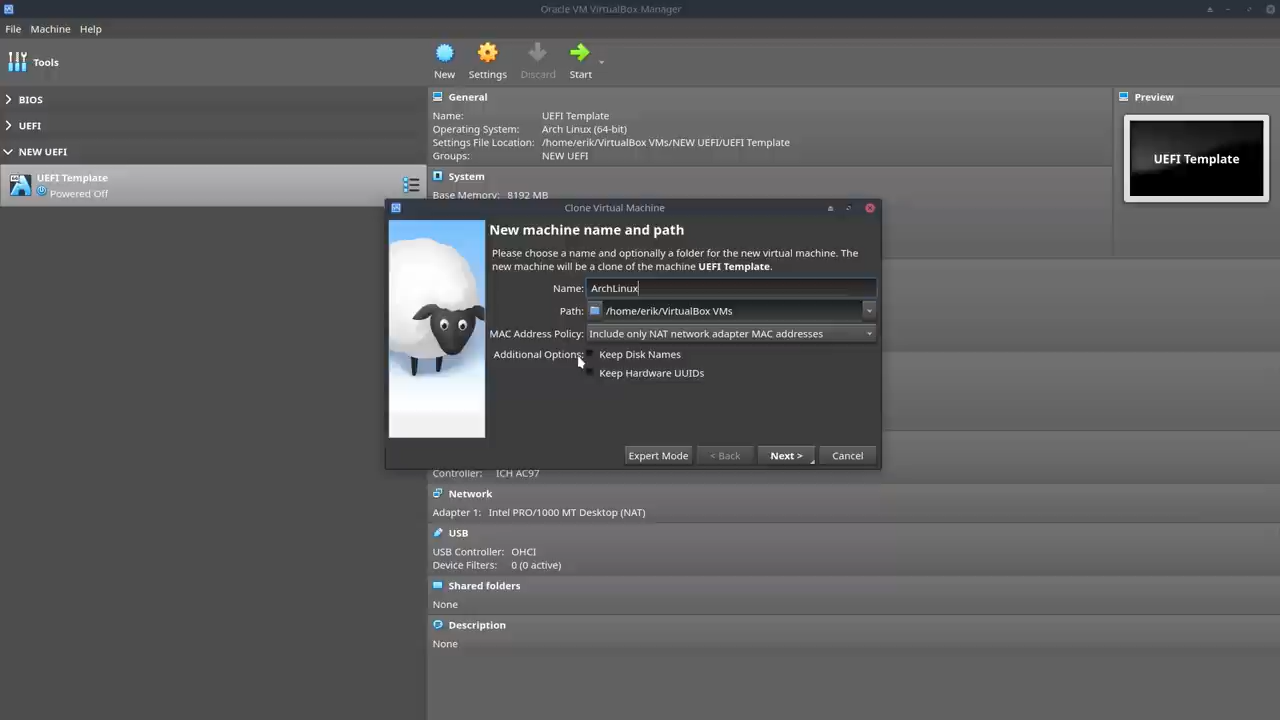 Oracle VM VirtualBox Manager
File Machine Help
Tools
New Settings Discard Start
BIOS
UEFI
NEW UEFI
UEFI Template
Powered Off
General
Name: UEFI Template
Operating System: Arch Linux (64-bit)
Settings File Location: /home/erik/VirtualBox VMs/NEW UEFI/UEFI Template
Groups: NEW UEFI
Preview
UEFI Template
System
Base Memory: 8192 MB
Clone Virtual Machine
New machine name and path
Please choose a name and optionally a folder for the new virtual machine. The
new machine will be a clone of the machine UEFI Template.
Name: ArchLinux
Path: /home/erik/VirtualBox VMs
MAC Address Policy: Include only NAT network adapter MAC addresses
Additional Options: Keep Disk Names
Keep Hardware UUIDs
Expert Mode < Back Next > Cancel
Controller: ICH AC97
Network
Adapter 1: Intel PRO/1000 MT Desktop (NAT)
USB
USB Controller: OHCI
Device Filters: 0 (0 active)
Shared folders
None
Description
None